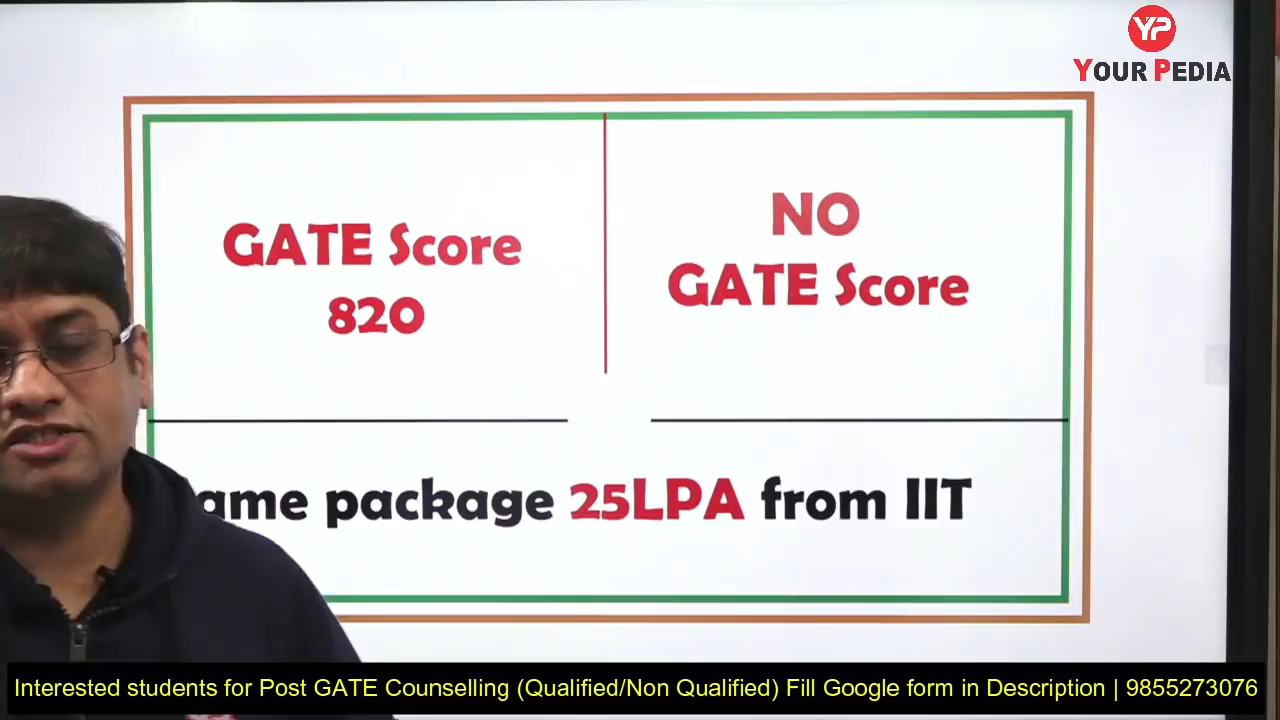 YP
YOUR PEDIA
GATE Score
820
NO
GATE Score
ame package 25LPA from IIT
Interested students for Post GATE Counselling (Qualified/Non Qualified) Fill Google form in Description | 9855273076